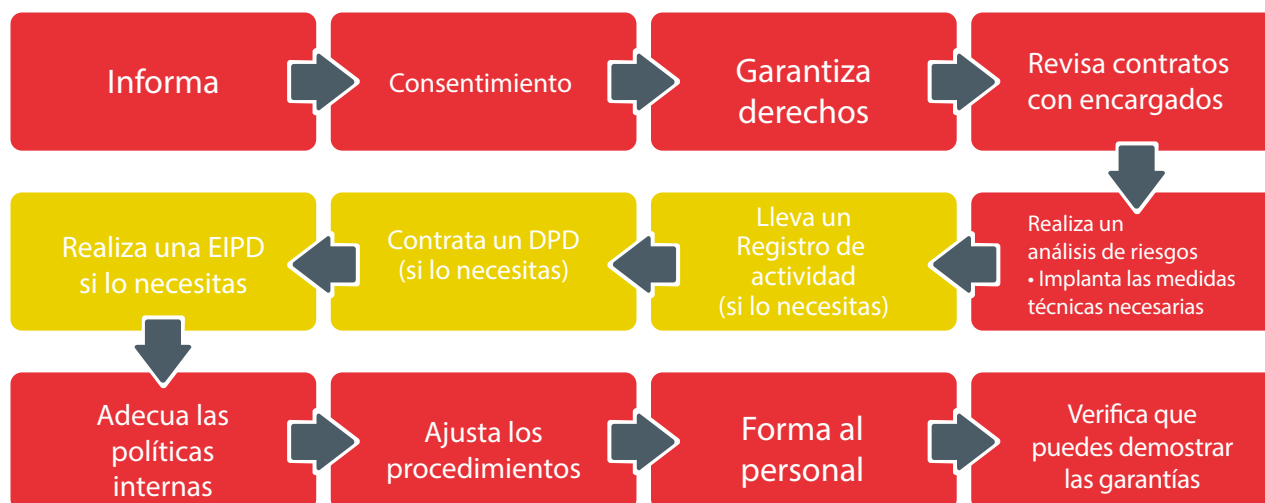 Informa
Consentimiento
Garantiza
derechos
Revisa contratos
con encargados
Realiza un
análisis de riesgos
• Implanta las medidas
técnicas necesarias
Lleva un
Registro de
actividad
(si lo necesitas)
Contrata un DPD
(si lo necesitas)
Realiza una EIPD
si lo necesitas
Adecua las
políticas
internas
Ajusta los
procedimientos
Forma al
personal
Verifica que
puedes demostrar
las garantías